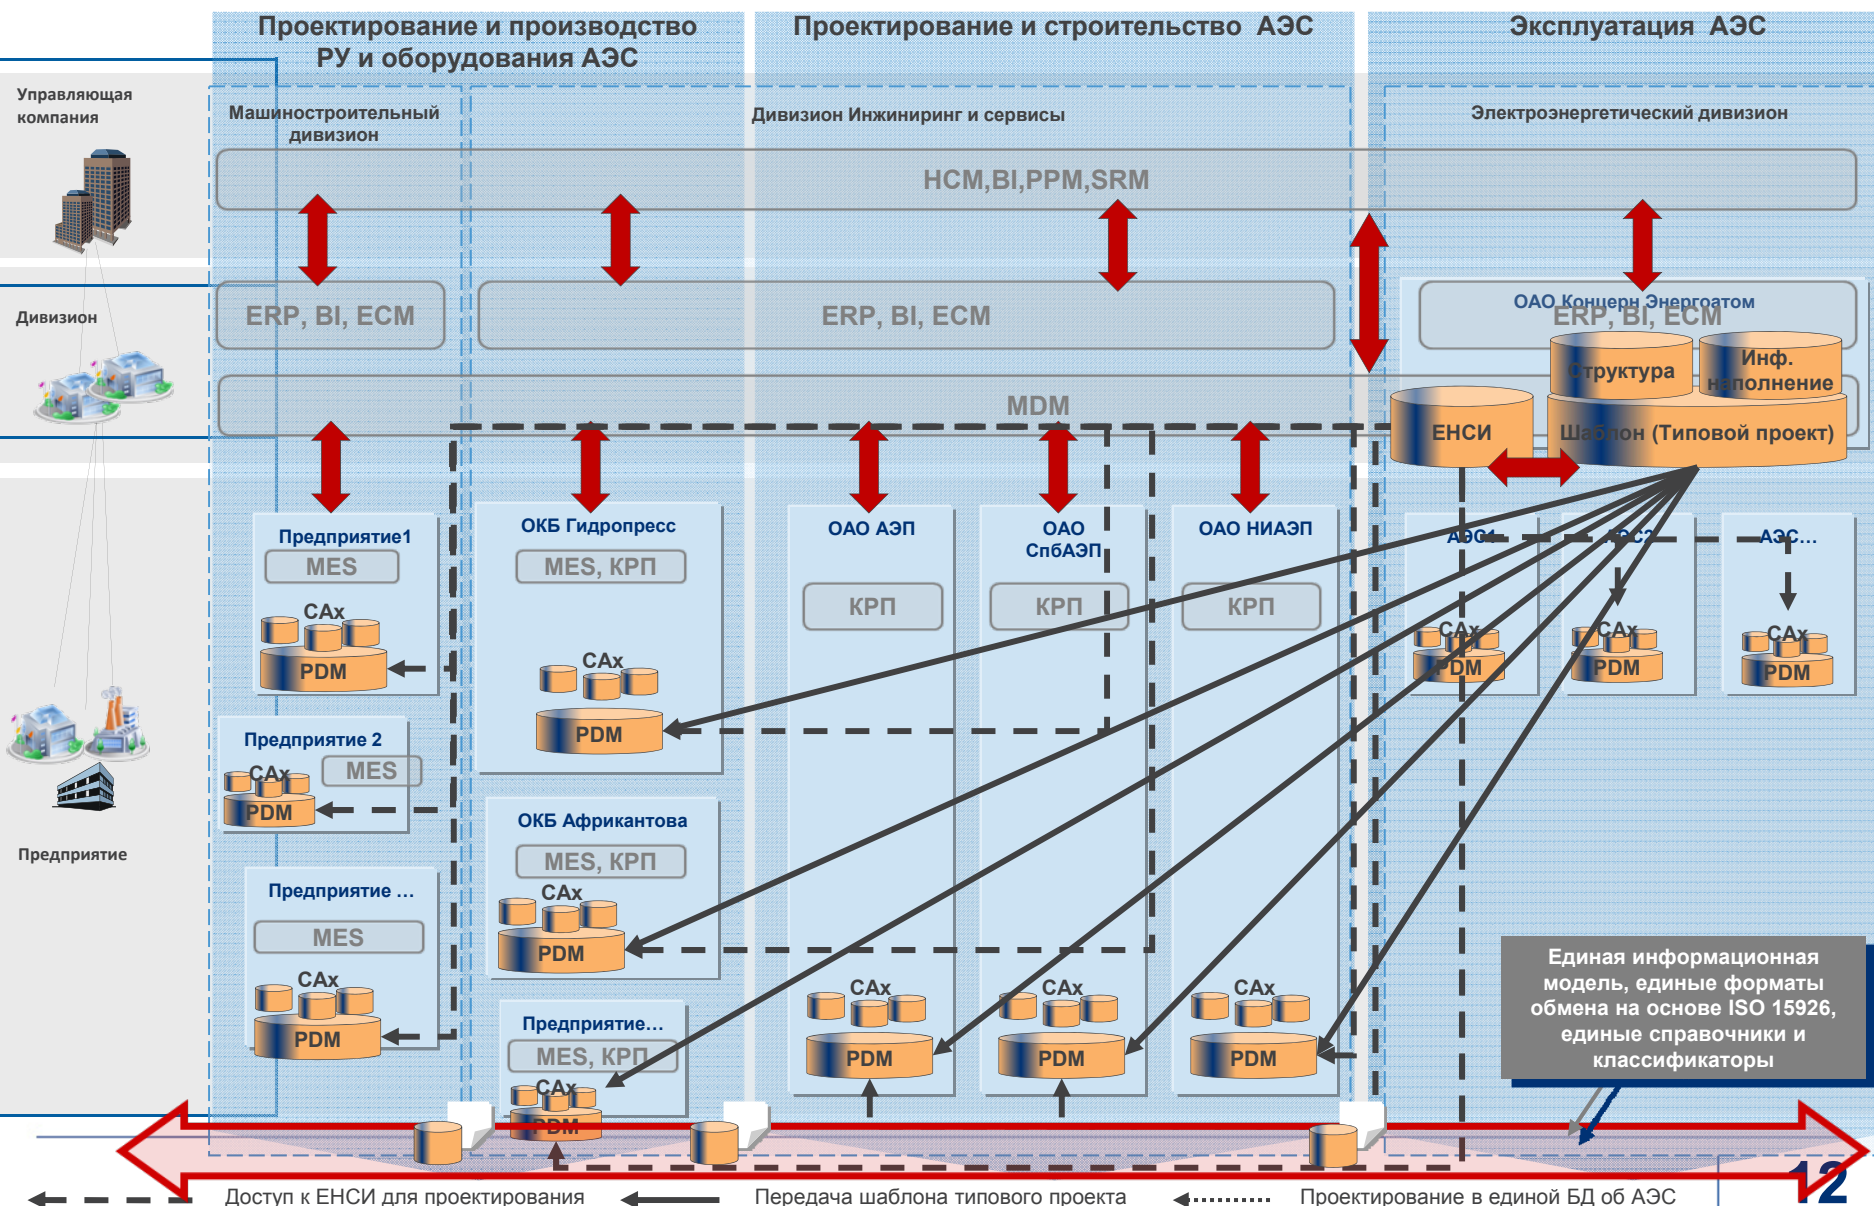 Проектирование и производство
РУ и оборудования АЭС
Проектирование и строительство АЭС
Эксплуатация АЭС
Управляющая
компания
Машиностроительный
дивизион
Дивизион Инжиниринг и сервисы
Электроэнергетический дивизион
HCM,BI,PPM,SRM
Дивизион
ERP, BI, ECM
ERP, BI, ECM
ОАО Концерн Энергоатом
ERP, BI, ECM
Структура
Инф.
наполнение
MDM
ЕНСИ
Шаблон (Типовой проект)
Предприятие1
MES
CAx
PDM
ОКБ Гидропресс
MES, КРП
CAx
PDM
ОАО АЭП
КРП
ОАО
СпбАЭП
КРП
ОАО НИАЭП
КРП
АЭС1
CAx
PDM
АЭС2
CAx
PDM
АЭС...
CAx
PDM
Предприятие 2
MES
CAx
PDM
Предприятие
ОКБ Африкантова
MES, КРП
CAx
PDM
Предприятие ...
MES
CAx
PDM
Предприятие...
MES, КРП
CAx
PDM
CAx
PDM
CAx
PDM
CAx
PDM
Единая информационная
модель, единые форматы
обмена на основе ISO 15926,
единые справочники и
классификаторы
Доступ к ЕНСИ для проектирования
Передача шаблона типового проекта
Проектирование в единой БД об АЭС
12